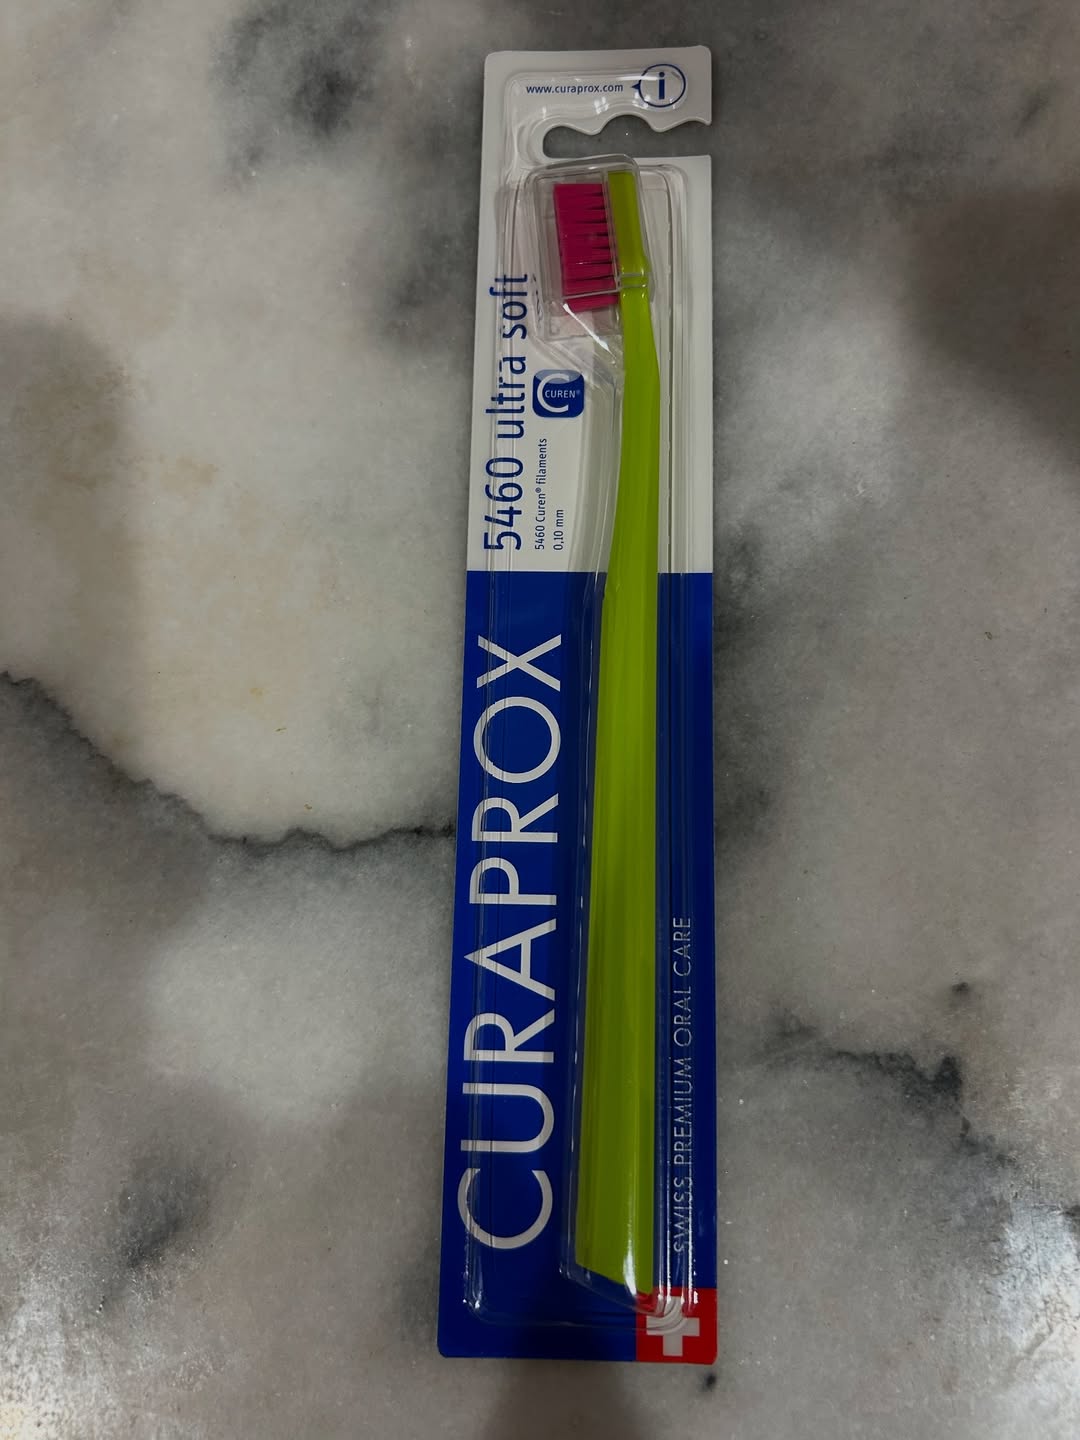 www.curaprox.com
i
5460 ultra soft
CUREN®
5460 Curen® filaments
0,10 mm
CURAPROX
SWISS PREMIUM ORAL CARE